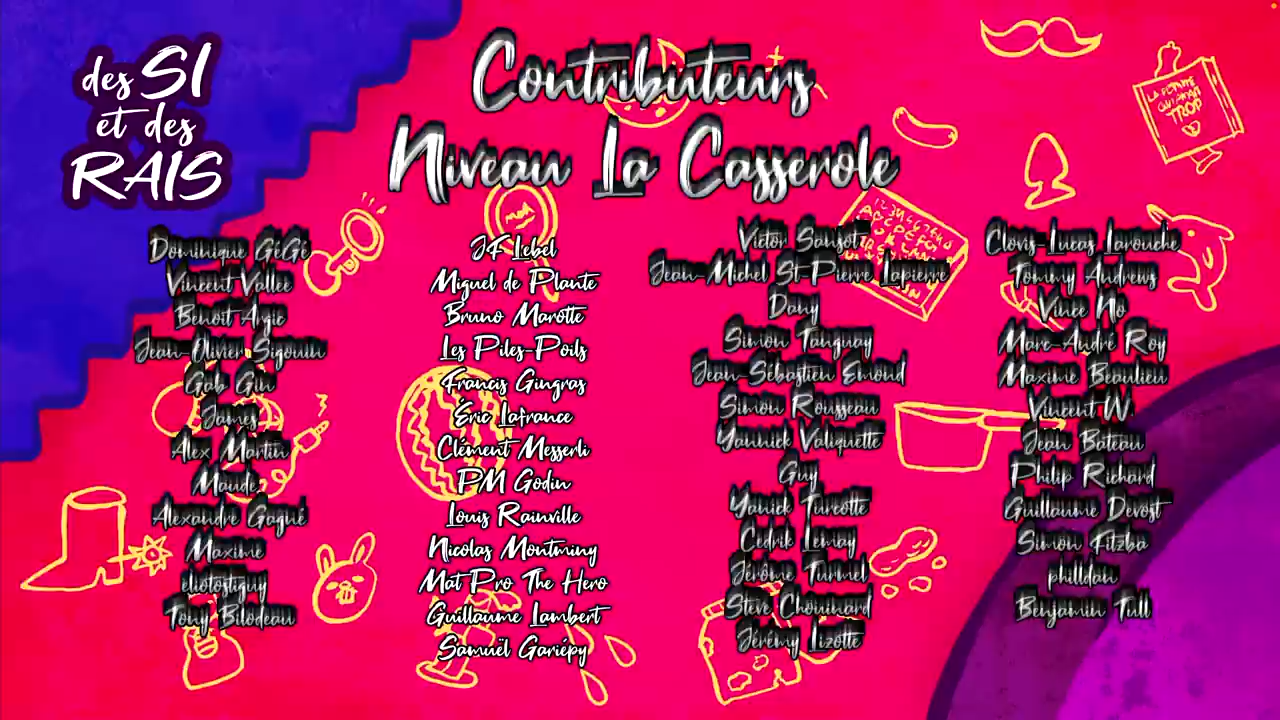 des SI
et des
RAIS
Contributeurs
Niveau La Casserole
Dominique GéGé
Vincent Vallée
Benoit Argie
Jean-Olivier Sigouin
Gab Gin
James
Alex Martin
Maude
Alexandre Gagné
Maxime
eliotostiguy
Tony Bilodeau
JF Lebel
Miguel de Plante
Bruno Marotte
Les Piles-Poils
Francis Gingras
Éric Lafrance
Clément Messerli
PM Godin
Louis Rainville
Nicolas Montminy
Mat Pro The Hero
Guillaume Lambert
Samuël Gariépy
Victor Sansot
Jean-Michel St-Pierre Lapierre
Dany
Simon Tanguay
Jean-Sébastien Emond
Simon Rousseau
Yannick Valiquette
Guy
Yanick Turcotte
Cedrik Lemay
Jérôme Turmel
Steve Chouinard
Jérémy Lizotte
Clovis-Lucas Larouche
Tommy Andrews
Vince No
Marc-André Roy
Maxime Beaulieu
Vincent W.
Jean Boteau
Philip Richard
Guillaume Devost
Simon Fitzba
philldan
Benjamin Tull
TROP